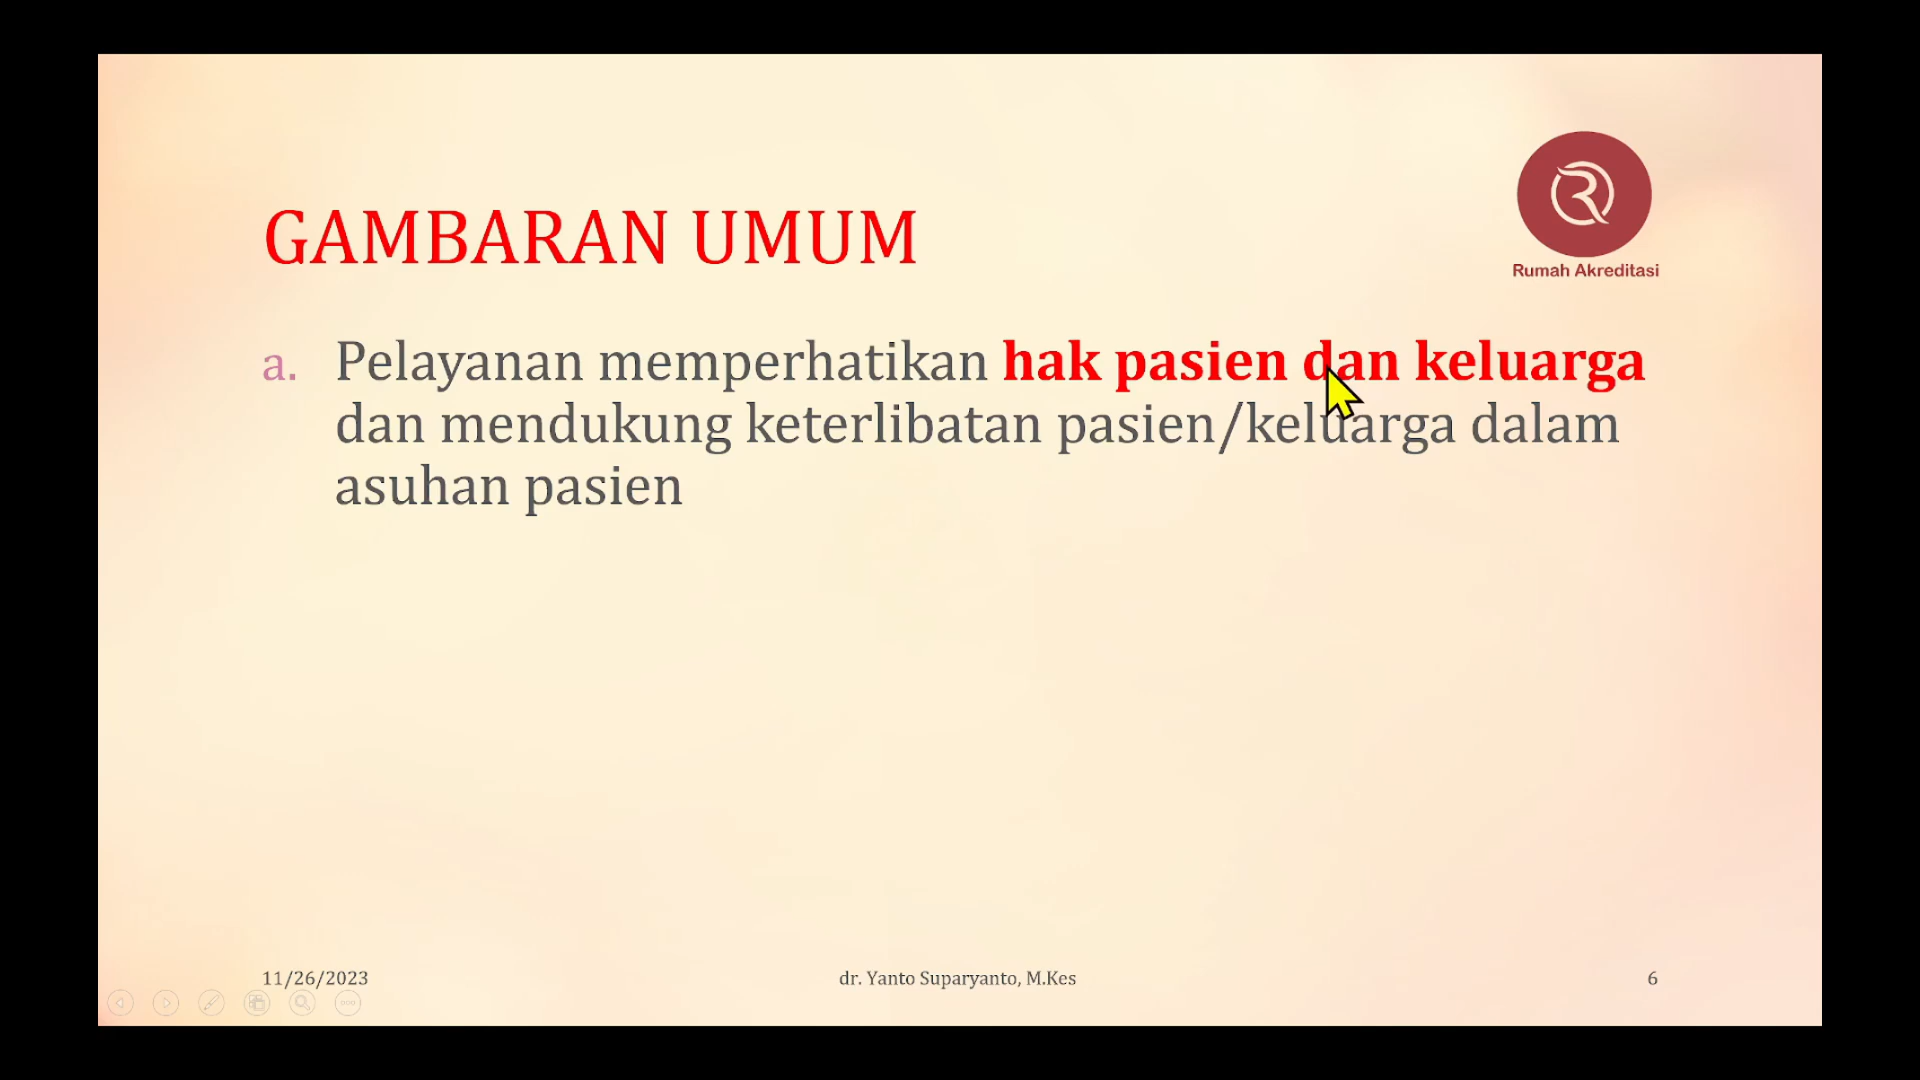 GAMBARAN UMUM
Rumah Akreditasi
a. Pelayanan memperhatikan hak pasien dan keluarga
dan mendukung keterlibatan pasien/keluarga dalam
asuhan pasien
11/26/2023
dr. Yanto Suparyanto, M.Kes
6